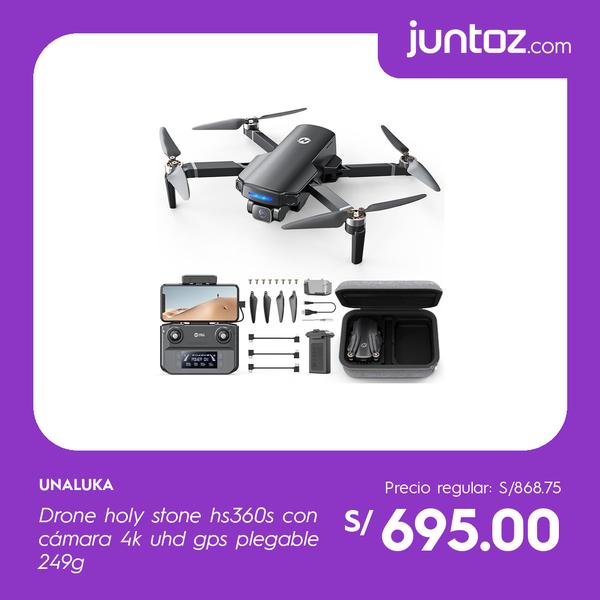 juntoz.com
UNALUKA
Drone holy stone hs360s con
cámara 4k uhd gps plegable
249g
Precio regular: S/868.75
S/ 695.00